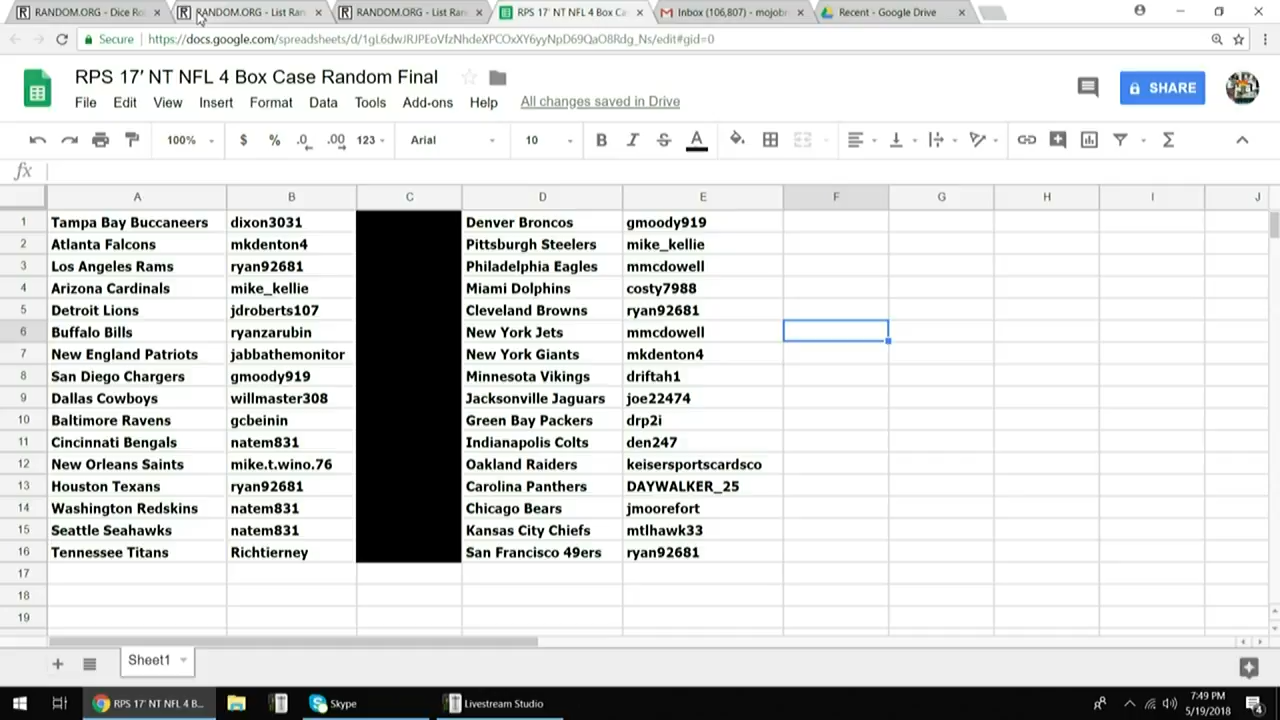 RANDOM.ORG - Dice Ro
RANDOM.ORG - List Ran
RANDOM.ORG - List Ran
RPS 17' NT NFL 4 Box Ca
Inbox (106,807) - mojobr
Recent - Google Drive
Secure
https://docs.google.com/spreadsheets/d/1gL6dwJRJPEoVfzNhdeXPCOxXY6yyNpD69QaO8Rdg_Ns/edit#gid=0
RPS 17' NT NFL 4 Box Case Random Final
SHARE
File Edit View Insert Format Data Tools Add-ons Help All changes saved in Drive
100% $ % .0 .00 123 Arial 10 B I S A Σ
fx
A B C D E F G H I J
1 Tampa Bay Buccaneers dixon3031 Denver Broncos gmoody919
2 Atlanta Falcons mkdenton4 Pittsburgh Steelers mike_kellie
3 Los Angeles Rams ryan92681 Philadelphia Eagles mmcdowell
4 Arizona Cardinals mike_kellie Miami Dolphins costy7988
5 Detroit Lions jdroberts107 Cleveland Browns ryan92681
6 Buffalo Bills ryanzarubin New York Jets mmcdowell
7 New England Patriots jabbathemonitor New York Giants mkdenton4
8 San Diego Chargers gmoody919 Minnesota Vikings driftah1
9 Dallas Cowboys willmaster308 Jacksonville Jaguars joe22474
10 Baltimore Ravens gcbeinin Green Bay Packers drp2i
11 Cincinnati Bengals natem831 Indianapolis Colts den247
12 New Orleans Saints mike.t.wino.76 Oakland Raiders keisersportscardsco
13 Houston Texans ryan92681 Carolina Panthers DAYWALKER_25
14 Washington Redskins natem831 Chicago Bears jmoorefort
15 Seattle Seahawks natem831 Kansas City Chiefs mtlhawk33
16 Tennessee Titans Richtierney San Francisco 49ers ryan92681
17
18
19
Sheet1
RPS 17' NT NFL 4 B...
Skype
Livestream Studio
7:49 PM
5/19/2018
4